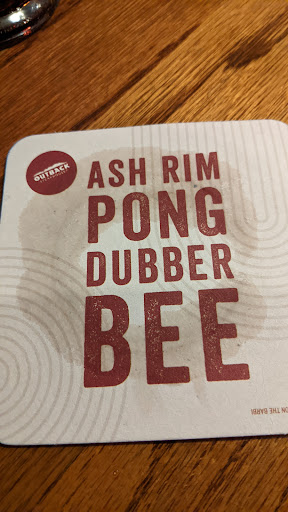 OUTBACK
ASH RIM
PONG
DUBBER
BEE
ON THE BARBI